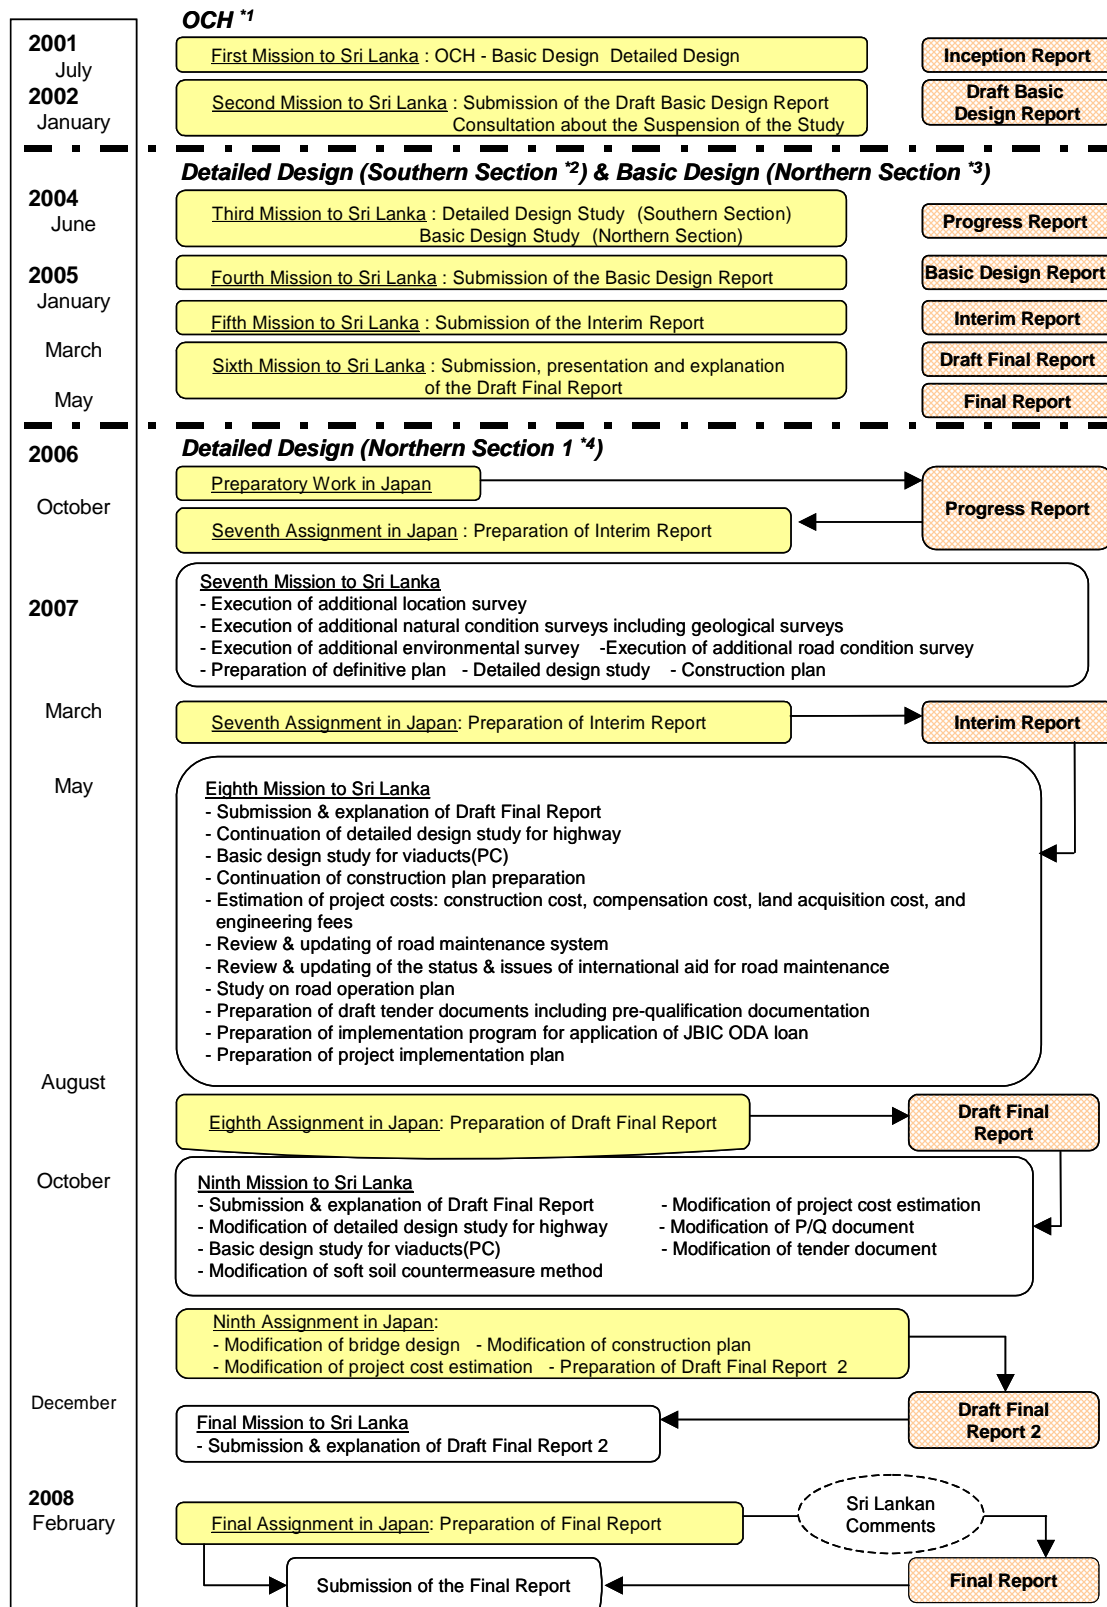 OCH *1
2001
July
First Mission to Sri Lanka : OCH - Basic Design  Detailed Design
Inception Report
2002
January
Second Mission to Sri Lanka : Submission of the Draft Basic Design Report
Consultation about the Suspension of the Study
Draft Basic
Design Report
Detailed Design (Southern Section *2) & Basic Design (Northern Section *3)
2004
June
Third Mission to Sri Lanka : Detailed Design Study  (Southern Section)
Basic Design Study  (Northern Section)
Progress Report
2005
January
Fourth Mission to Sri Lanka : Submission of the Basic Design Report
Basic Design Report
Fifth Mission to Sri Lanka : Submission of the Interim Report
Interim Report
March
Sixth Mission to Sri Lanka : Submission, presentation and explanation
of the Draft Final Report
Draft Final Report
May
Final Report
Detailed Design (Northern Section 1 *4)
2006
October
Preparatory Work in Japan
Progress Report
Seventh Assignment in Japan : Preparation of Interim Report
2007
Seventh Mission to Sri Lanka
- Execution of additional location survey
- Execution of additional natural condition surveys including geological surveys
- Execution of additional environmental survey   -Execution of additional road condition survey
- Preparation of definitive plan   - Detailed design study    - Construction plan
March
Seventh Assignment in Japan: Preparation of Interim Report
Interim Report
May
Eighth Mission to Sri Lanka
- Submission & explanation of Draft Final Report
- Continuation of detailed design study for highway
- Basic design study for viaducts(PC)
- Continuation of construction plan preparation
- Estimation of project costs: construction cost, compensation cost, land acquisition cost, and
engineering fees
- Review & updating of road maintenance system
- Review & updating of the status & issues of international aid for road maintenance
- Study on road operation plan
- Preparation of draft tender documents including pre-qualification documentation
- Preparation of implementation program for application of JBIC ODA loan
- Preparation of project implementation plan
August
Eighth Assignment in Japan: Preparation of Draft Final Report
Draft Final
Report
October
Ninth Mission to Sri Lanka
- Submission & explanation of Draft Final Report          - Modification of project cost estimation
- Modification of detailed design study for highway       - Modification of P/Q document
- Basic design study for viaducts(PC)                     - Modification of tender document
- Modification of soft soil countermeasure method
Ninth Assignment in Japan:
- Modification of bridge design   - Modification of construction plan
- Modification of project cost estimation   - Preparation of Draft Final Report  2
December
Draft Final
Report 2
Final Mission to Sri Lanka
- Submission & explanation of Draft Final Report 2
2008
February
Final Assignment in Japan: Preparation of Final Report
Sri Lankan
Comments
Submission of the Final Report
Final Report